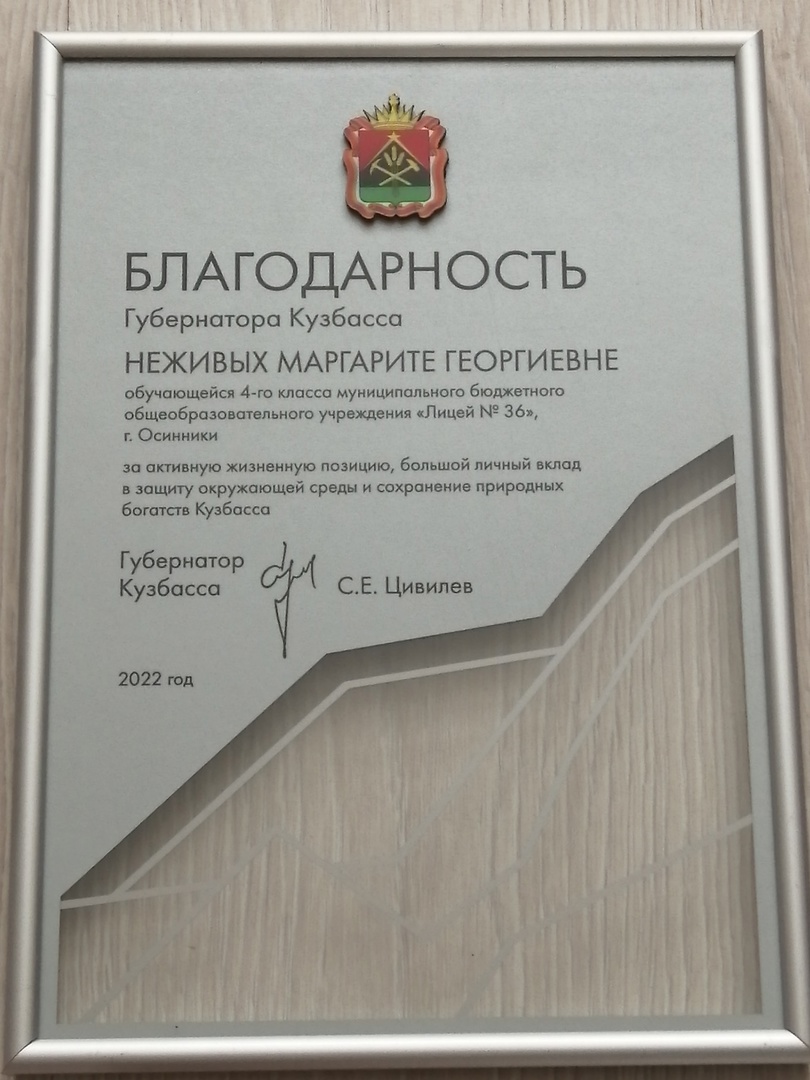 БЛАГОДАРНОСТЬ
Губернатора Кузбасса
НЕЖИВЫХ МАРГАРИТЕ ГЕОРГИЕВНЕ
обучающейся 4-го класса муниципального бюджетного
общеобразовательного учреждения «Лицей № 36»,
г. Осинники
за активную жизненную позицию, большой личный вклад
в защиту окружающей среды и сохранение природных
богатств Кузбасса
Губернатор
Кузбасса
С.Е. Цивилев
2022 год